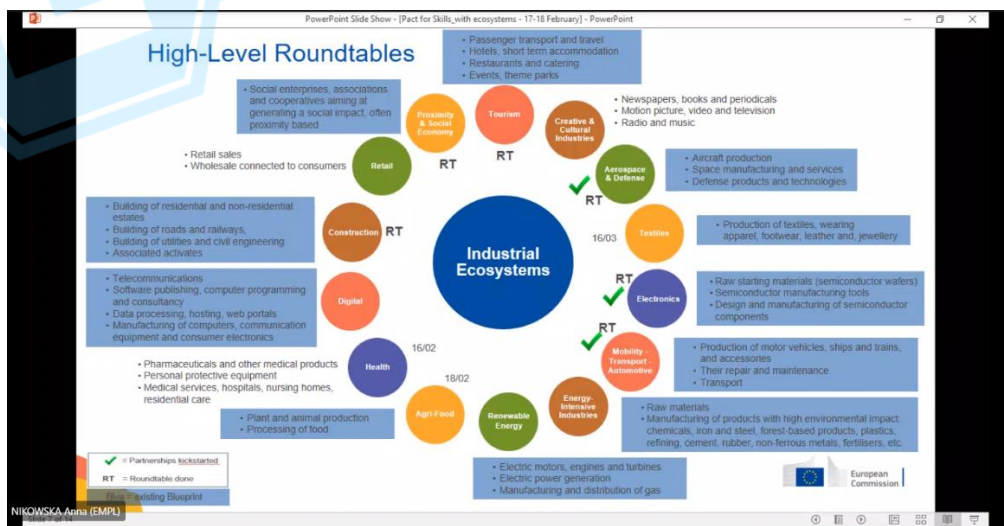 PowerPoint Slide Show - [Pact for Skills_with ecosystems - 17-18 February] - PowerPoint
High-Level Roundtables
• Passenger transport and travel
• Hotels, short term accommodation
• Restaurants and catering
• Events, theme parks
• Social enterprises, associations
and cooperatives aiming at
generating a social impact, often
proximity based
Proximity
& Social
Economy
RT
Tourism
RT
Creative &
Cultural
Industries
• Newspapers, books and periodicals
• Motion picture, video and television
• Radio and music
• Retail sales
• Wholesale connected to consumers
Retail
Aerospace
& Defense
RT
• Aircraft production
• Space manufacturing and services
• Defense products and technologies
• Building of residential and non-residential
estates
• Building of roads and railways,
• Building of utilities and civil engineering
• Associated activates
Construction
RT
16/03
Textiles
• Production of textiles, wearing
apparel, footwear, leather and, jewellery
Industrial
Ecosystems
• Telecommunications
• Software publishing, computer programming
and consultancy
• Data processing, hosting, web portals
• Manufacturing of computers, communication
equipment and consumer electronics
Digital
RT
Electronics
• Raw starting materials (semiconductor wafers)
• Semiconductor manufacturing tools
• Design and manufacturing of semiconductor
components
16/02
• Pharmaceuticals and other medical products
• Personal protective equipment
• Medical services, hospitals, nursing homes,
residential care
Health
RT
Mobility -
Transport -
Automotive
• Production of motor vehicles, ships and trains,
and accessories
• Their repair and maintenance
• Transport
18/02
• Plant and animal production
• Processing of food
Agri-Food
Renewable
Energy
Energy-
Intensive
Industries
• Raw materials
• Manufacturing of products with high environmental impact:
chemicals, iron and steel, forest-based products, plastics,
refining, cement, rubber, non-ferrous metals, fertilisers, etc.
• Electric motors, engines and turbines
• Electric power generation
• Manufacturing and distribution of gas
✓ = Partnerships kickstarted
RT = Roundtable done
Blue = existing Blueprint
European
Commission
NIKOWSKA Anna (EMPL)
Slide 7 of 14